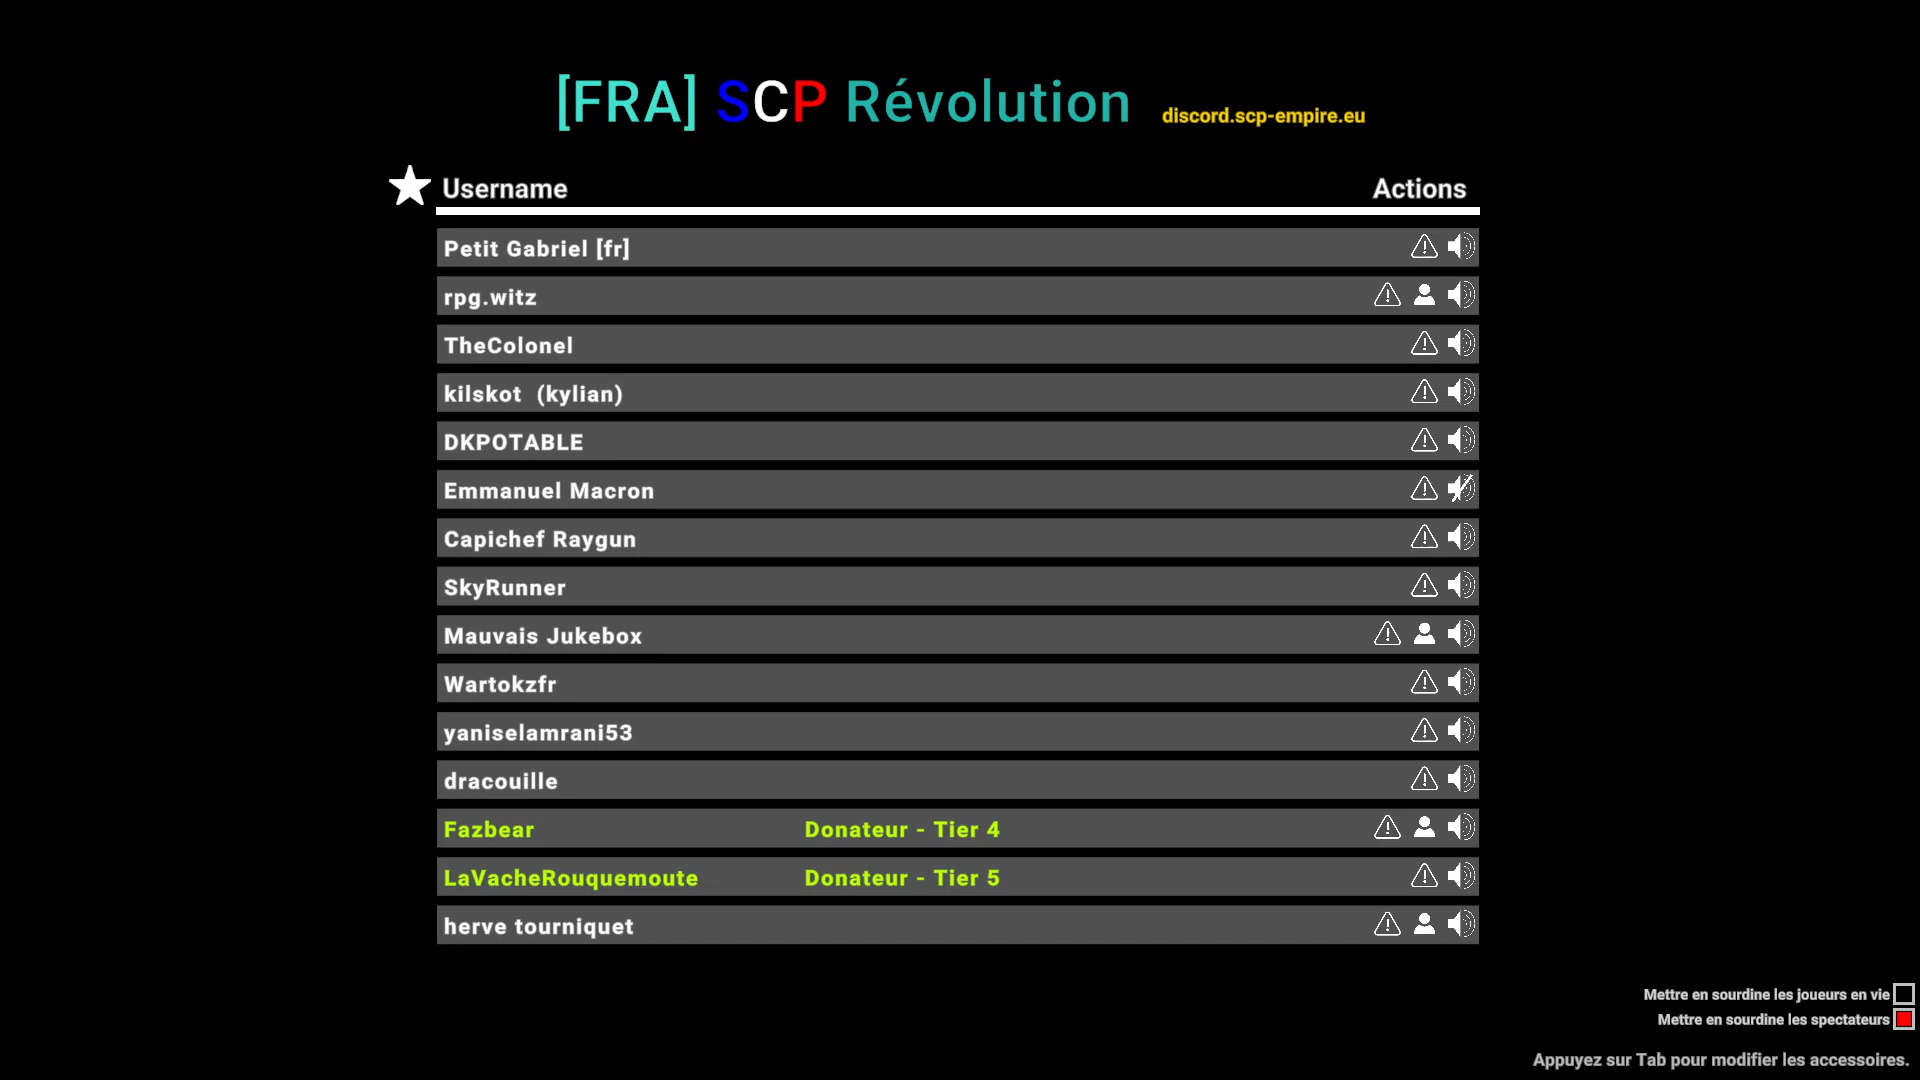 [FRA] SCP Révolution discord.scp-empire.eu
Username Actions
Petit Gabriel [fr]
rpg.witz
TheColonel
kilskot  (kylian)
DKPOTABLE
Emmanuel Macron
Capichef Raygun
SkyRunner
Mauvais Jukebox
Wartokzfr
yaniselamrani53
dracouille
Fazbear Donateur - Tier 4
LaVacheRouquemoute Donateur - Tier 5
herve tourniquet
Mettre en sourdine les joueurs en vie
Mettre en sourdine les spectateurs
Appuyez sur Tab pour modifier les accessoires.